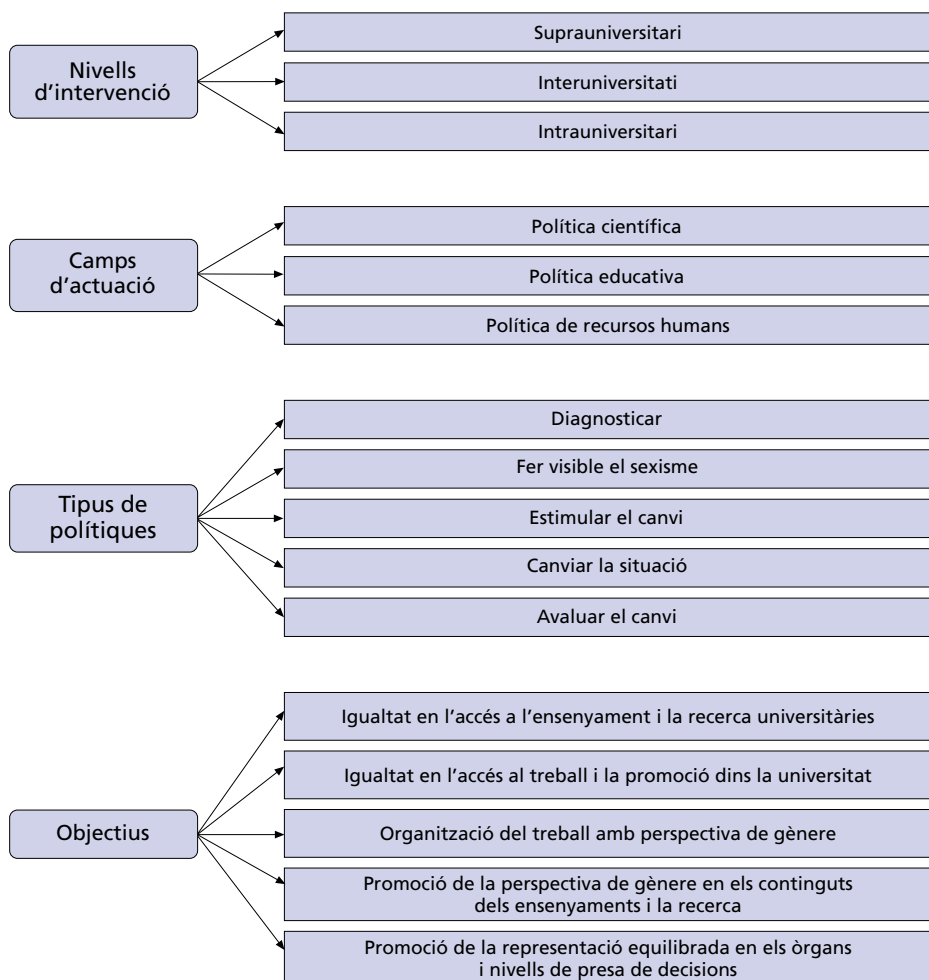 Nivells
d'intervenció
Suprauniversitari
Interuniversitati
Intrauniversitari
Camps
d'actuació
Política científica
Política educativa
Política de recursos humans
Tipus de
polítiques
Diagnosticar
Fer visible el sexisme
Estimular el canvi
Canviar la situació
Avaluar el canvi
Objectius
Igualtat en l'accés a l'ensenyament i la recerca universitàries
Igualtat en l'accés al treball i la promoció dins la universitat
Organització del treball amb perspectiva de gènere
Promoció de la perspectiva de gènere en els continguts
dels ensenyaments i la recerca
Promoció de la representació equilibrada en els òrgans
i nivells de presa de decisions